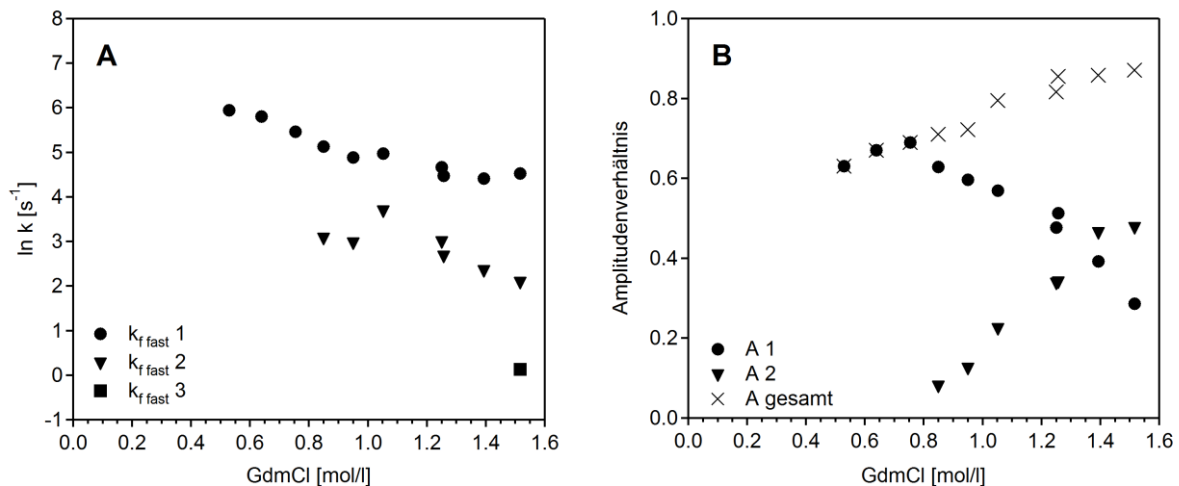 A
ln k [s⁻¹]
8
7
6
5
4
3
2
1
0
-1
k f fast 1
k f fast 2
k f fast 3
0.0 0.2 0.4 0.6 0.8 1.0 1.2 1.4 1.6
GdmCl [mol/l]
B
Amplitudenverhältnis
1.0
0.8
0.6
0.4
0.2
0.0
A 1
A 2
A gesamt
0.0 0.2 0.4 0.6 0.8 1.0 1.2 1.4 1.6
GdmCl [mol/l]